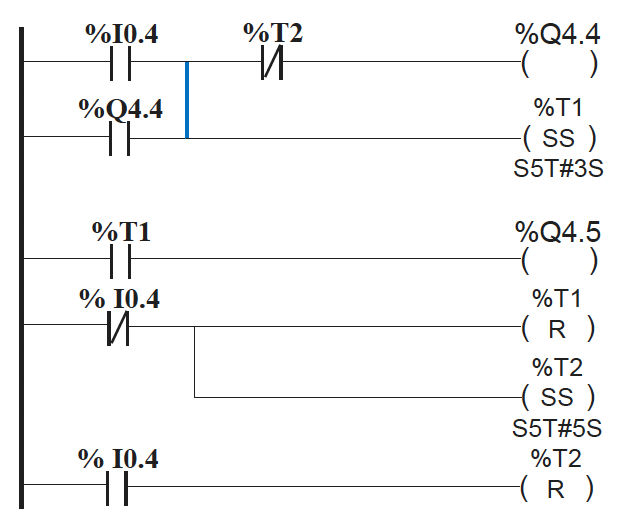 %I0.4 %T2 %Q4.4
( )
%Q4.4 %T1
( SS )
S5T#3S
%T1 %Q4.5
( )
% I0.4 %T1
( R )
%T2
( SS )
S5T#5S
% I0.4 %T2
( R )